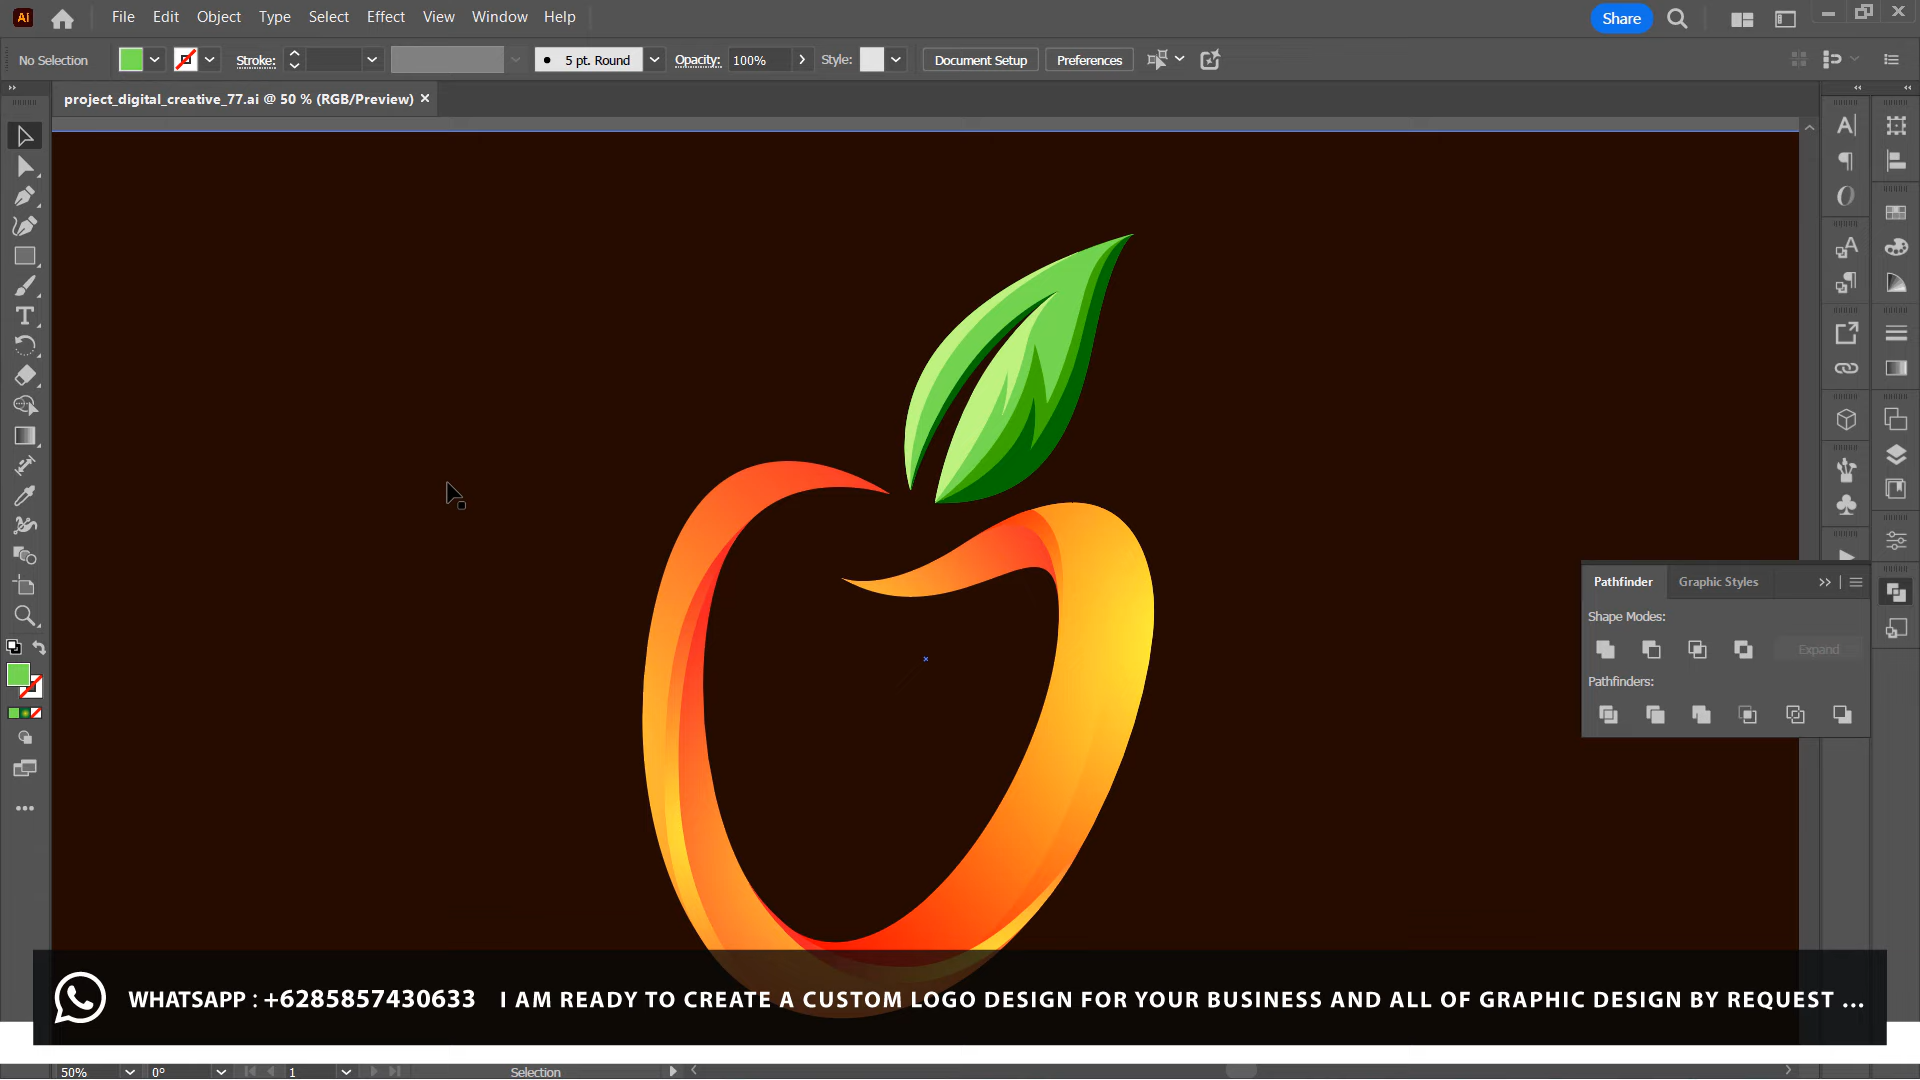 Ai File Edit Object Type Select Effect View Window Help Share
No Selection Stroke: 5 pt. Round Opacity: 100% Style: Document Setup Preferences
project_digital_creative_77.ai @ 50 % (RGB/Preview) ×
Pathfinder Graphic Styles
Shape Modes:
Expand
Pathfinders:
WHATSAPP : +6285857430633 I AM READY TO CREATE A CUSTOM LOGO DESIGN FOR YOUR BUSINESS AND ALL OF GRAPHIC DESIGN BY REQUEST ...
50% 0° 1 Selection